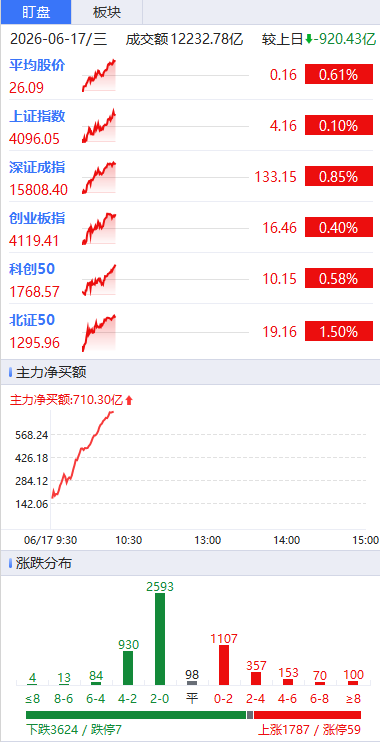 盯盘 板块
2026-06-17/三 成交额 12232.78亿 较上日 -920.43亿
平均股价
26.09 0.16 0.61%
上证指数
4096.05 4.16 0.10%
深证成指
15808.40 133.15 0.85%
创业板指
4119.41 16.46 0.40%
科创50
1768.57 10.15 0.58%
北证50
1295.96 19.16 1.50%
主力净买额
主力净买额:710.30亿
568.24
426.18
284.12
142.06
06/17 9:30 10:30 13:00 14:00 15:00
涨跌分布
4 13 84 930 2593 98 1107 357 153 70 100
≤8 8-6 6-4 4-2 2-0 平 0-2 2-4 4-6 6-8 ≥8
下跌3624 / 跌停7 上涨1787 / 涨停59